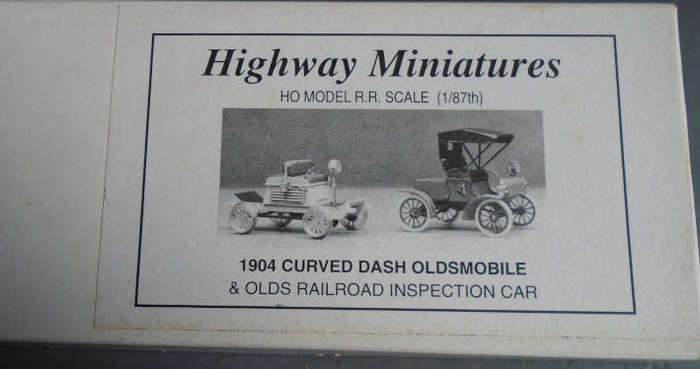 Highway Miniatures
HO MODEL R.R. SCALE (1/87th)
1904 CURVED DASH OLDSMOBILE
& OLDS RAILROAD INSPECTION CAR